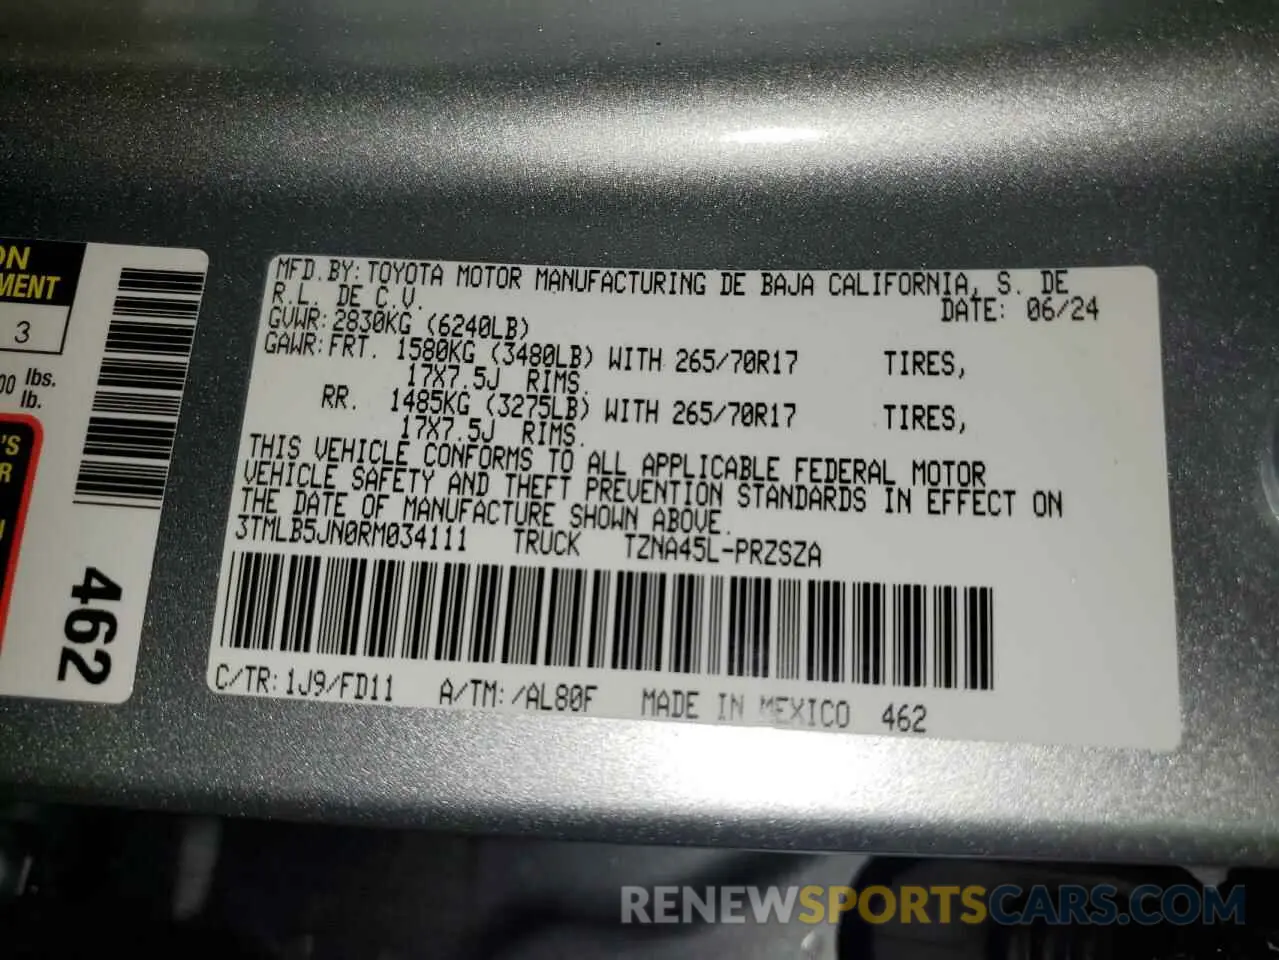 ON
MENT
3
00 lbs.
lb.
'S
R
462
MFD.BY:TOYOTA MOTOR MANUFACTURING DE BAJA CALIFORNIA, S. DE
R.L. DE C.V.
DATE: 06/24
GVWR:2830KG (6240LB)
GAWR:FRT. 1580KG (3480LB) WITH 265/70R17 TIRES,
17X7.5J RIMS.
RR. 1485KG (3275LB) WITH 265/70R17 TIRES,
17X7.5J RIMS.
THIS VEHICLE CONFORMS TO ALL APPLICABLE FEDERAL MOTOR
VEHICLE SAFETY AND THEFT PREVENTION STANDARDS IN EFFECT ON
THE DATE OF MANUFACTURE SHOWN ABOVE.
3TMLB5JN0RM034111 TRUCK TZNA45L-PRZSZA
C/TR:1J9/FD11 A/TM:/AL80F MADE IN MEXICO 462
RENEWSPORTSCARS.COM